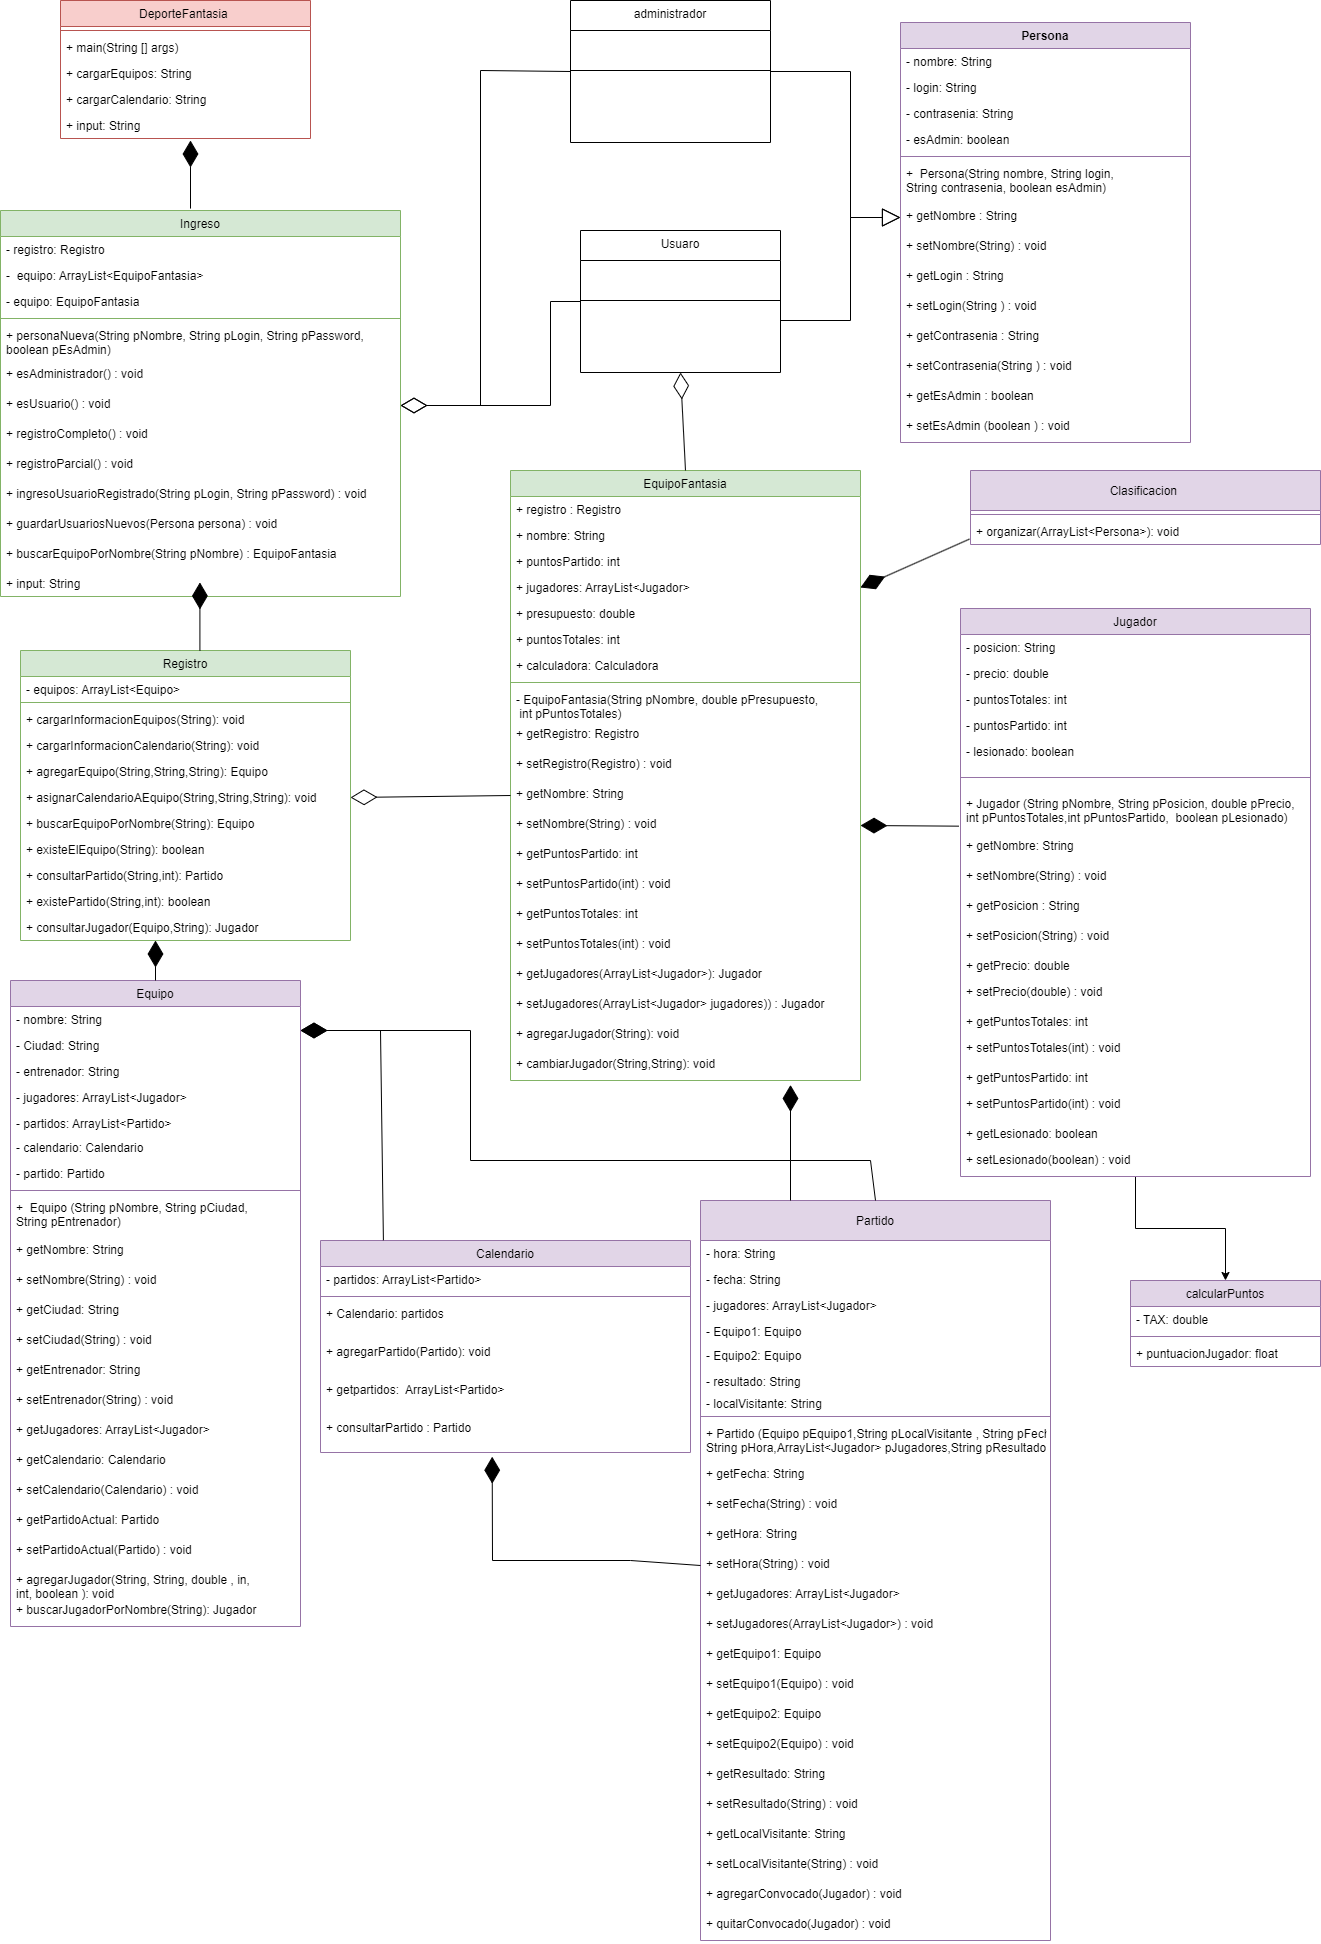 DeporteFantasia
+ main(String [] args)
+ cargarEquipos: String
+ cargarCalendario: String
+ input: String
administrador
Persona
- nombre: String
- login: String
- contrasenia: String
- esAdmin: boolean
+  Persona(String nombre, String login,
String contrasenia, boolean esAdmin)
+ getNombre : String
+ setNombre(String) : void
+ getLogin : String
+ setLogin(String ) : void
+ getContrasenia : String
+ setContrasenia(String ) : void
+ getEsAdmin : boolean
+ setEsAdmin (boolean ) : void
Ingreso
- registro: Registro
-  equipo: ArrayList<EquipoFantasia>
- equipo: EquipoFantasia
+ personaNueva(String pNombre, String pLogin, String pPassword,
boolean pEsAdmin)
+ esAdministrador() : void
+ esUsuario() : void
+ registroCompleto() : void
+ registroParcial() : void
+ ingresoUsuarioRegistrado(String pLogin, String pPassword) : void
+ guardarUsuariosNuevos(Persona persona) : void
+ buscarEquipoPorNombre(String pNombre) : EquipoFantasia
+ input: String
Usuaro
EquipoFantasia
+ registro : Registro
+ nombre: String
+ puntosPartido: int
+ jugadores: ArrayList<Jugador>
+ presupuesto: double
+ puntosTotales: int
+ calculadora: Calculadora
- EquipoFantasia(String pNombre, double pPresupuesto,
int pPuntosTotales)
+ getRegistro: Registro
+ setRegistro(Registro) : void
+ getNombre: String
+ setNombre(String) : void
+ getPuntosPartido: int
+ setPuntosPartido(int) : void
+ getPuntosTotales: int
+ setPuntosTotales(int) : void
+ getJugadores(ArrayList<Jugador>): Jugador
+ setJugadores(ArrayList<Jugador> jugadores)) : Jugador
+ agregarJugador(String): void
+ cambiarJugador(String,String): void
Clasificacion
+ organizar(ArrayList<Persona>): void
Jugador
- posicion: String
- precio: double
- puntosTotales: int
- puntosPartido: int
- lesionado: boolean
+ Jugador (String pNombre, String pPosicion, double pPrecio,
int pPuntosTotales,int pPuntosPartido,  boolean pLesionado)
+ getNombre: String
+ setNombre(String) : void
+ getPosicion : String
+ setPosicion(String) : void
+ getPrecio: double
+ setPrecio(double) : void
+ getPuntosTotales: int
+ setPuntosTotales(int) : void
+ getPuntosPartido: int
+ setPuntosPartido(int) : void
+ getLesionado: boolean
+ setLesionado(boolean) : void
Registro
- equipos: ArrayList<Equipo>
+ cargarInformacionEquipos(String): void
+ cargarInformacionCalendario(String): void
+ agregarEquipo(String,String,String): Equipo
+ asignarCalendarioAEquipo(String,String,String): void
+ buscarEquipoPorNombre(String): Equipo
+ existeElEquipo(String): boolean
+ consultarPartido(String,int): Partido
+ existePartido(String,int): boolean
+ consultarJugador(Equipo,String): Jugador
Equipo
- nombre: String
- Ciudad: String
- entrenador: String
- jugadores: ArrayList<Jugador>
- partidos: ArrayList<Partido>
- calendario: Calendario
- partido: Partido
+  Equipo (String pNombre, String pCiudad,
String pEntrenador)
+ getNombre: String
+ setNombre(String) : void
+ getCiudad: String
+ setCiudad(String) : void
+ getEntrenador: String
+ setEntrenador(String) : void
+ getJugadores: ArrayList<Jugador>
+ getCalendario: Calendario
+ setCalendario(Calendario) : void
+ getPartidoActual: Partido
+ setPartidoActual(Partido) : void
+ agregarJugador(String, String, double , in,
int, boolean ): void
+ buscarJugadorPorNombre(String): Jugador
Calendario
- partidos: ArrayList<Partido>
+ Calendario: partidos
+ agregarPartido(Partido): void
+ getpartidos:  ArrayList<Partido>
+ consultarPartido : Partido
Partido
- hora: String
- fecha: String
- jugadores: ArrayList<Jugador>
- Equipo1: Equipo
- Equipo2: Equipo
- resultado: String
- localVisitante: String
+ Partido (Equipo pEquipo1,String pLocalVisitante , String pFech
String pHora,ArrayList<Jugador> pJugadores,String pResultado
+ getFecha: String
+ setFecha(String) : void
+ getHora: String
+ setHora(String) : void
+ getJugadores: ArrayList<Jugador>
+ setJugadores(ArrayList<Jugador>) : void
+ getEquipo1: Equipo
+ setEquipo1(Equipo) : void
+ getEquipo2: Equipo
+ setEquipo2(Equipo) : void
+ getResultado: String
+ setResultado(String) : void
+ getLocalVisitante: String
+ setLocalVisitante(String) : void
+ agregarConvocado(Jugador) : void
+ quitarConvocado(Jugador) : void
calcularPuntos
- TAX: double
+ puntuacionJugador: float